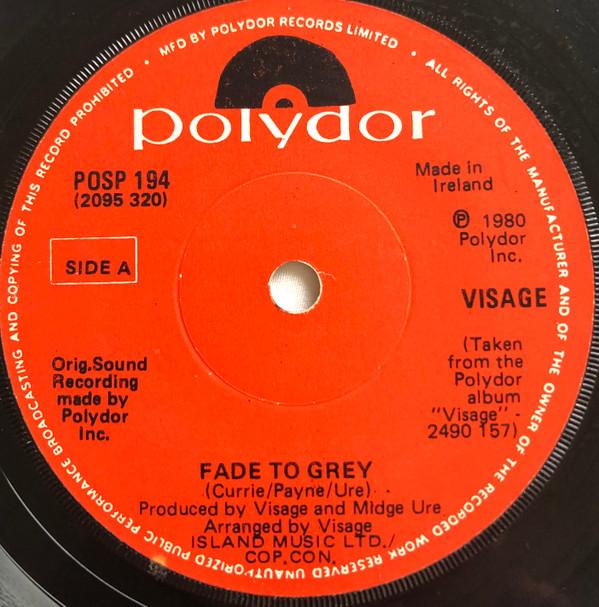 MFD BY POLYDOR RECORDS LIMITED • ALL RIGHTS OF THE MANUFACTURER AND OF THE OWNER OF THE RECORDED WORK RESERVED UNAUTHORIZED PUBLIC PERFORMANCE BROADCASTING AND COPYING OF THIS RECORD PROHIBITED •
polydor
POSP 194
(2095 320)
SIDE A
Made in
Ireland
℗ 1980
Polydor
Inc.
VISAGE
Orig.Sound
Recording
made by
Polydor
Inc.
(Taken
from the
Polydor
album
"Visage" -
2490 157)
FADE TO GREY
(Currie/Payne/Ure)
Produced by Visage and Midge Ure
Arranged by Visage
ISLAND MUSIC LTD./
COP.CON.